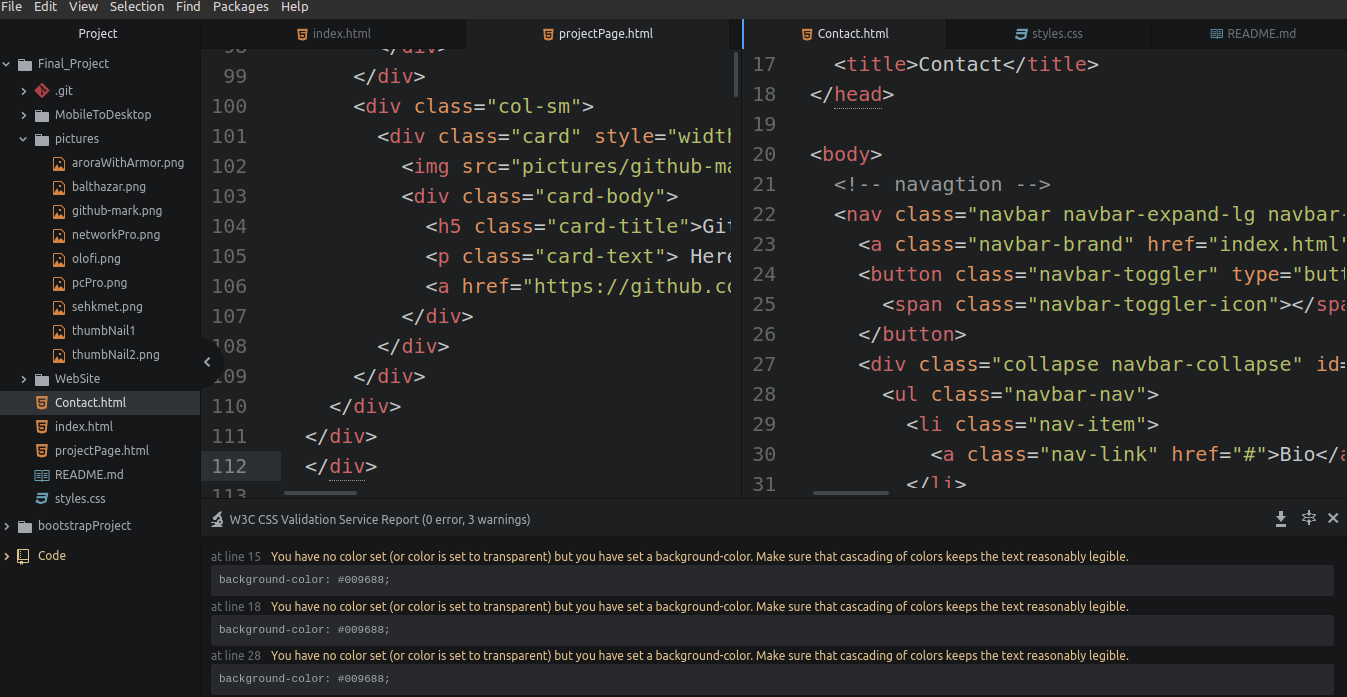 File Edit View Selection Find Packages Help
Project
Final_Project
.git
MobileToDesktop
pictures
aroraWithArmor.png
balthazar.png
github-mark.png
networkPro.png
olofi.png
pcPro.png
sehkmet.png
thumbNail1
thumbNail2.png
WebSite
Contact.html
index.html
projectPage.html
README.md
styles.css
bootstrapProject
Code
index.html
projectPage.html
98 </div>
99 </div>
100 <div class="col-sm">
101 <div class="card" style="width
102 <img src="pictures/github-ma
103 <div class="card-body">
104 <h5 class="card-title">Git
105 <p class="card-text"> Here
106 <a href="https://github.co
107 </div>
108 </div>
109 </div>
110 </div>
111 </div>
112 </div>
113
Contact.html
styles.css
README.md
17 <title>Contact</title>
18 </head>
19
20 <body>
21 <!-- navagtion -->
22 <nav class="navbar navbar-expand-lg navbar-
23 <a class="navbar-brand" href="index.html"
24 <button class="navbar-toggler" type="butt
25 <span class="navbar-toggler-icon"></spa
26 </button>
27 <div class="collapse navbar-collapse" id=
28 <ul class="navbar-nav">
29 <li class="nav-item">
30 <a class="nav-link" href="#">Bio</a
31 </li>
W3C CSS Validation Service Report (0 error, 3 warnings)
at line 15 You have no color set (or color is set to transparent) but you have set a background-color. Make sure that cascading of colors keeps the text reasonably legible.
background-color: #009688;
at line 18 You have no color set (or color is set to transparent) but you have set a background-color. Make sure that cascading of colors keeps the text reasonably legible.
background-color: #009688;
at line 28 You have no color set (or color is set to transparent) but you have set a background-color. Make sure that cascading of colors keeps the text reasonably legible.
background-color: #009688;